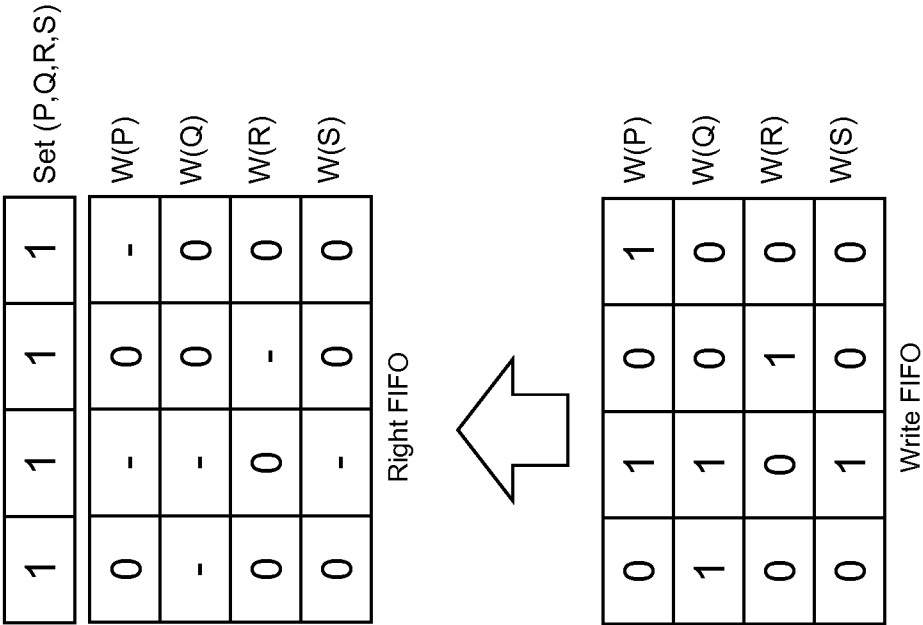 1 1 1 1 Set (P,Q,R,S)
0 - 0 - W(P)
- - 0 0 W(Q)
0 0 - 0 W(R)
0 - 0 0 W(S)
Right FIFO
0 1 0 1 W(P)
1 1 0 0 W(Q)
0 0 1 0 W(R)
0 1 0 0 W(S)
Write FIFO